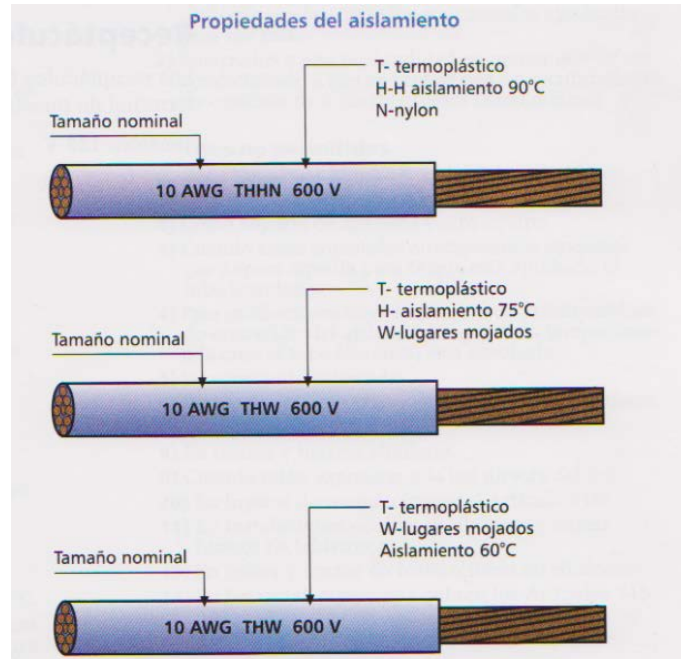 Propiedades del aislamiento
T- termoplástico
H-H aislamiento 90°C
N-nylon
Tamaño nominal
10 AWG THHN 600 V
T- termoplástico
H- aislamiento 75°C
W-lugares mojados
Tamaño nominal
10 AWG THW 600 V
T- termoplástico
W-lugares mojados
Aislamiento 60°C
Tamaño nominal
10 AWG THW 600 V